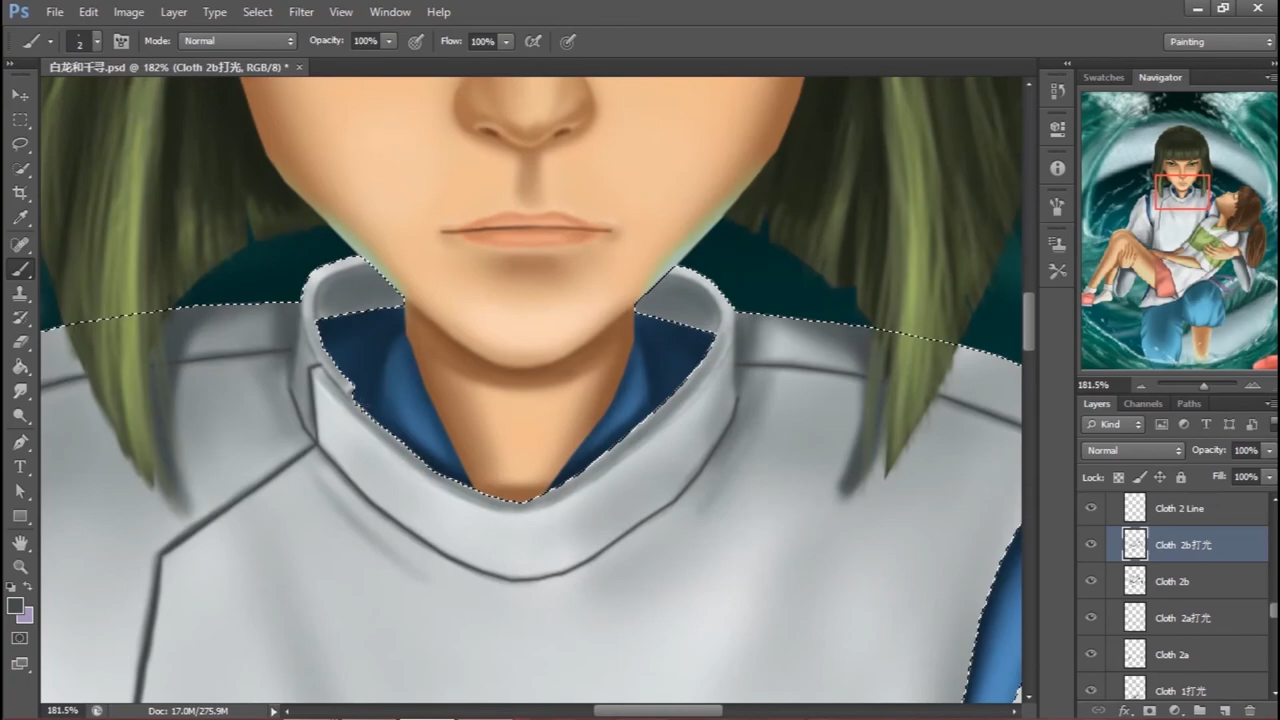 Ps File Edit Image Layer Type Select Filter View Window Help
2 Mode: Normal Opacity: 100% Flow: 100% Painting
白龙和千寻.psd @ 182% (Cloth 2b打光, RGB/8) * ×
Swatches Navigator
181.5%
Layers Channels Paths
Kind
Normal Opacity: 100%
Lock: Fill: 100%
Cloth 2 Line
Cloth 2b打光
Cloth 2b
Cloth 2a打光
Cloth 2a
Cloth 1打光
181.5% Doc: 17.0M/275.9M